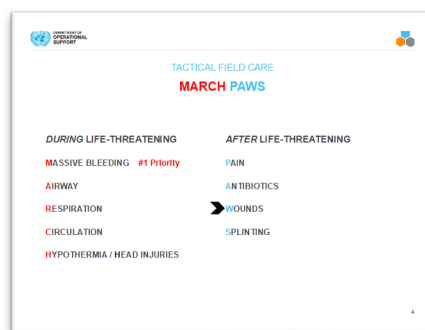 DEPARTMENT OF
OPERATIONAL
SUPPORT
TACTICAL FIELD CARE
MARCH PAWS
DURING LIFE-THREATENING
MASSIVE BLEEDING #1 Priority
AIRWAY
RESPIRATION
CIRCULATION
HYPOTHERMIA / HEAD INJURIES
AFTER LIFE-THREATENING
PAIN
ANTIBIOTICS
WOUNDS
SPLINTING
4